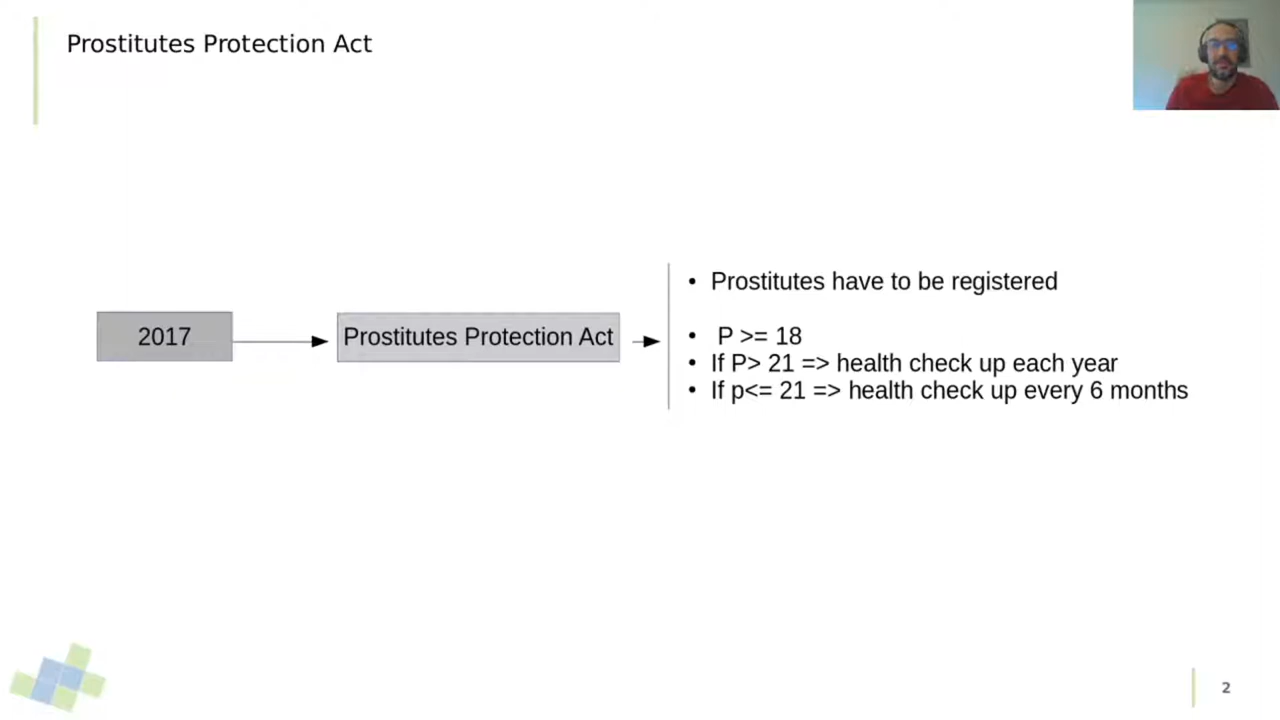 Prostitutes Protection Act
2017
Prostitutes Protection Act
• Prostitutes have to be registered
• P >= 18
• If P> 21 => health check up each year
• If p<= 21 => health check up every 6 months
2